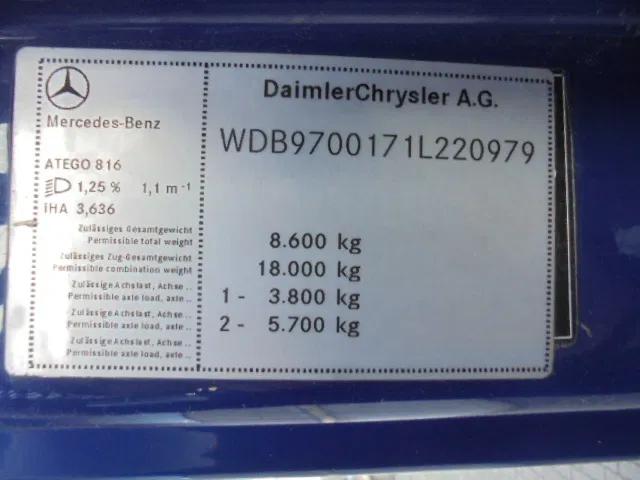 DaimlerChrysler A.G.
Mercedes-Benz
WDB9700171L220979
ATEGO 816
1,25 % 1,1 m-1
IHA 3,636
Zulässiges Gesamtgewicht
Permissible total weight 8.600 kg
Zulässiges Zug-Gesamtgewicht
Permissible combination weight 18.000 kg
Zulässige Achslast, Achse ..
Permissible axle load, axle .. 1 - 3.800 kg
Zulässige Achslast, Achse ..
Permissible axle load, axle .. 2 - 5.700 kg
Zulässige Achslast, Achse ..
Permissible axle load, axle ..